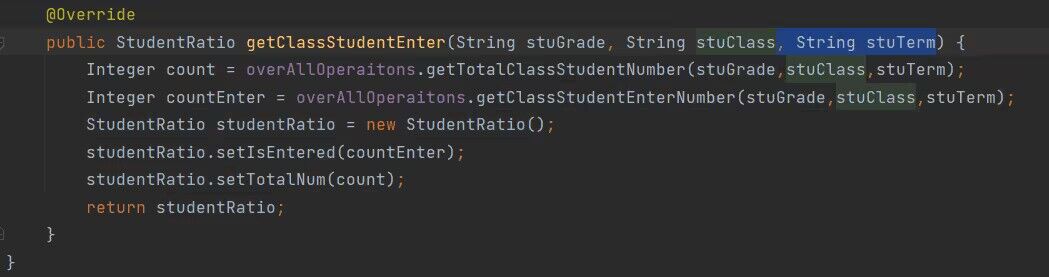 @Override
public StudentRatio getClassStudentEnter(String stuGrade, String stuClass, String stuTerm) {
Integer count = overAllOperaitons.getTotalClassStudentNumber(stuGrade,stuClass,stuTerm);
Integer countEnter = overAllOperaitons.getClassStudentEnterNumber(stuGrade,stuClass,stuTerm);
StudentRatio studentRatio = new StudentRatio();
studentRatio.setIsEntered(countEnter);
studentRatio.setTotalNum(count);
return studentRatio;
}
}